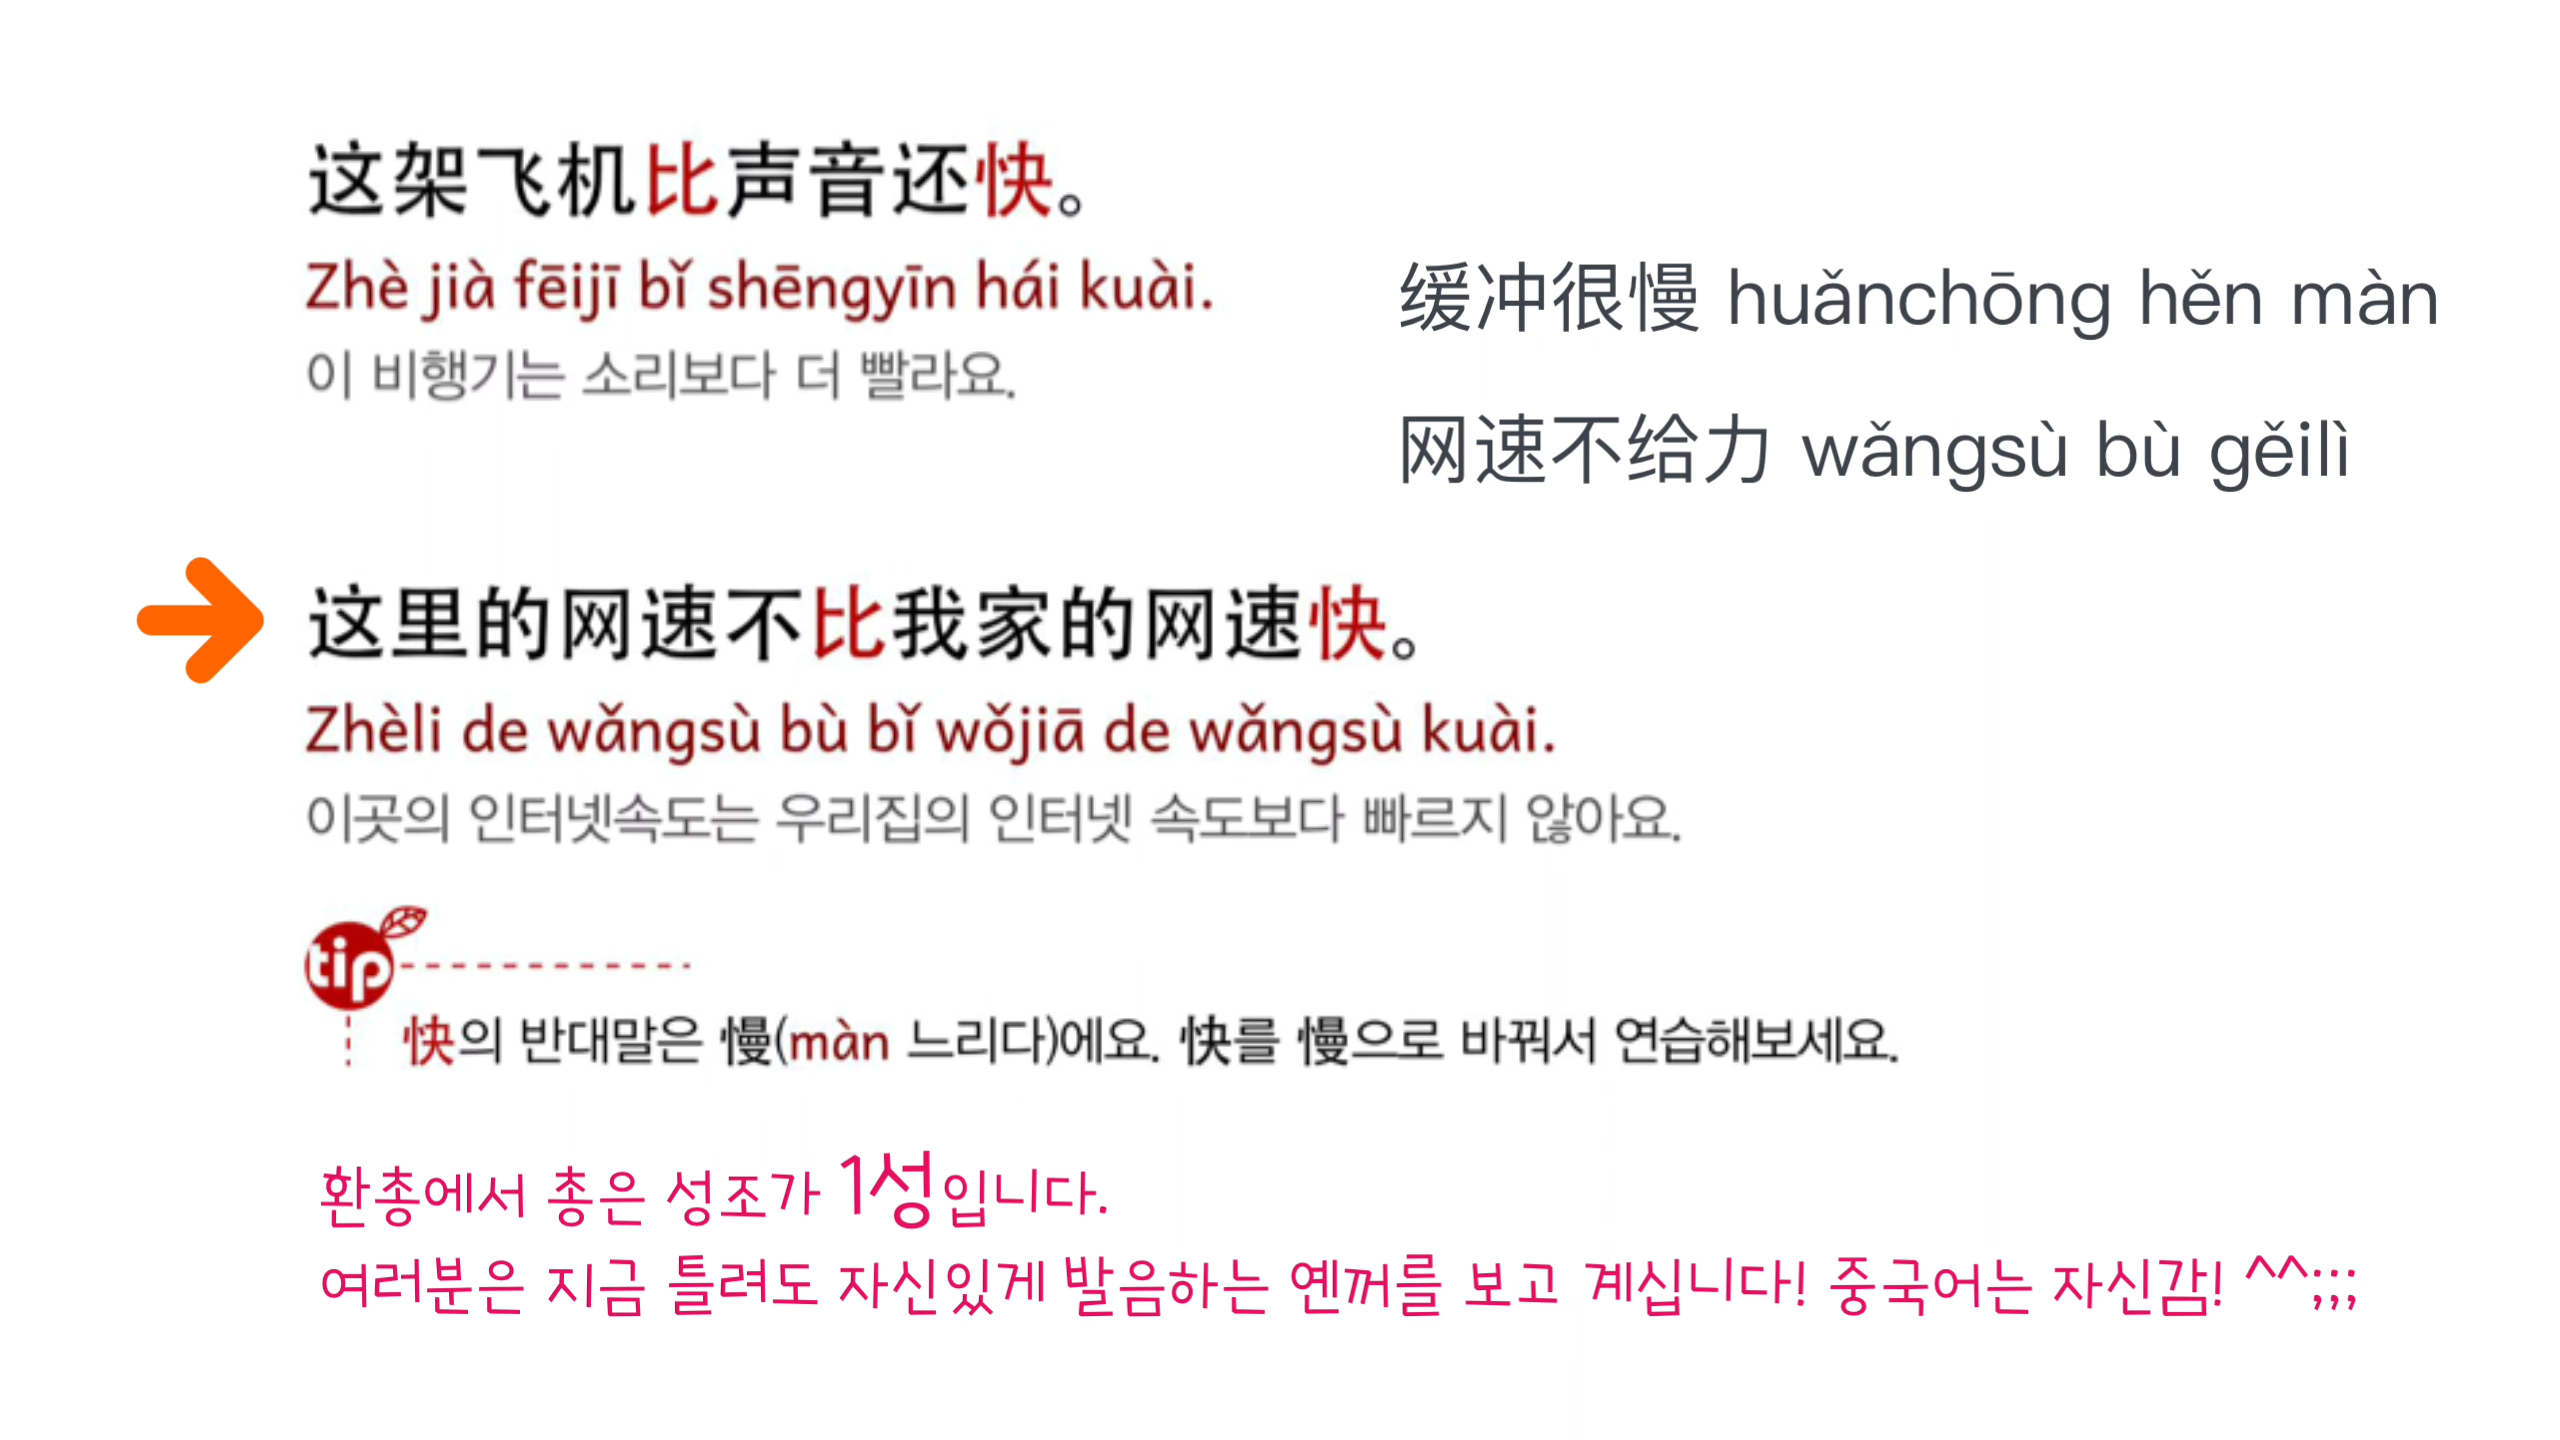 这架飞机比声音还快。
Zhè jià fēijī bǐ shēngyīn hái kuài.
이 비행기는 소리보다 더 빨라요.
缓冲很慢 huǎnchōng hěn màn
网速不给力 wǎngsù bù gěilì
这里的网速不比我家的网速快。
Zhèli de wǎngsù bù bǐ wǒjiā de wǎngsù kuài.
이곳의 인터넷속도는 우리집의 인터넷 속도보다 빠르지 않아요.
tip
快의 반대말은 慢(màn 느리다)에요. 快를 慢으로 바꿔서 연습해보세요.
환총에서 총은 성조가 1성입니다.
여러분은 지금 틀려도 자신있게 발음하는 옌꺼를 보고 계십니다! 중국어는 자신감! ^^;;;